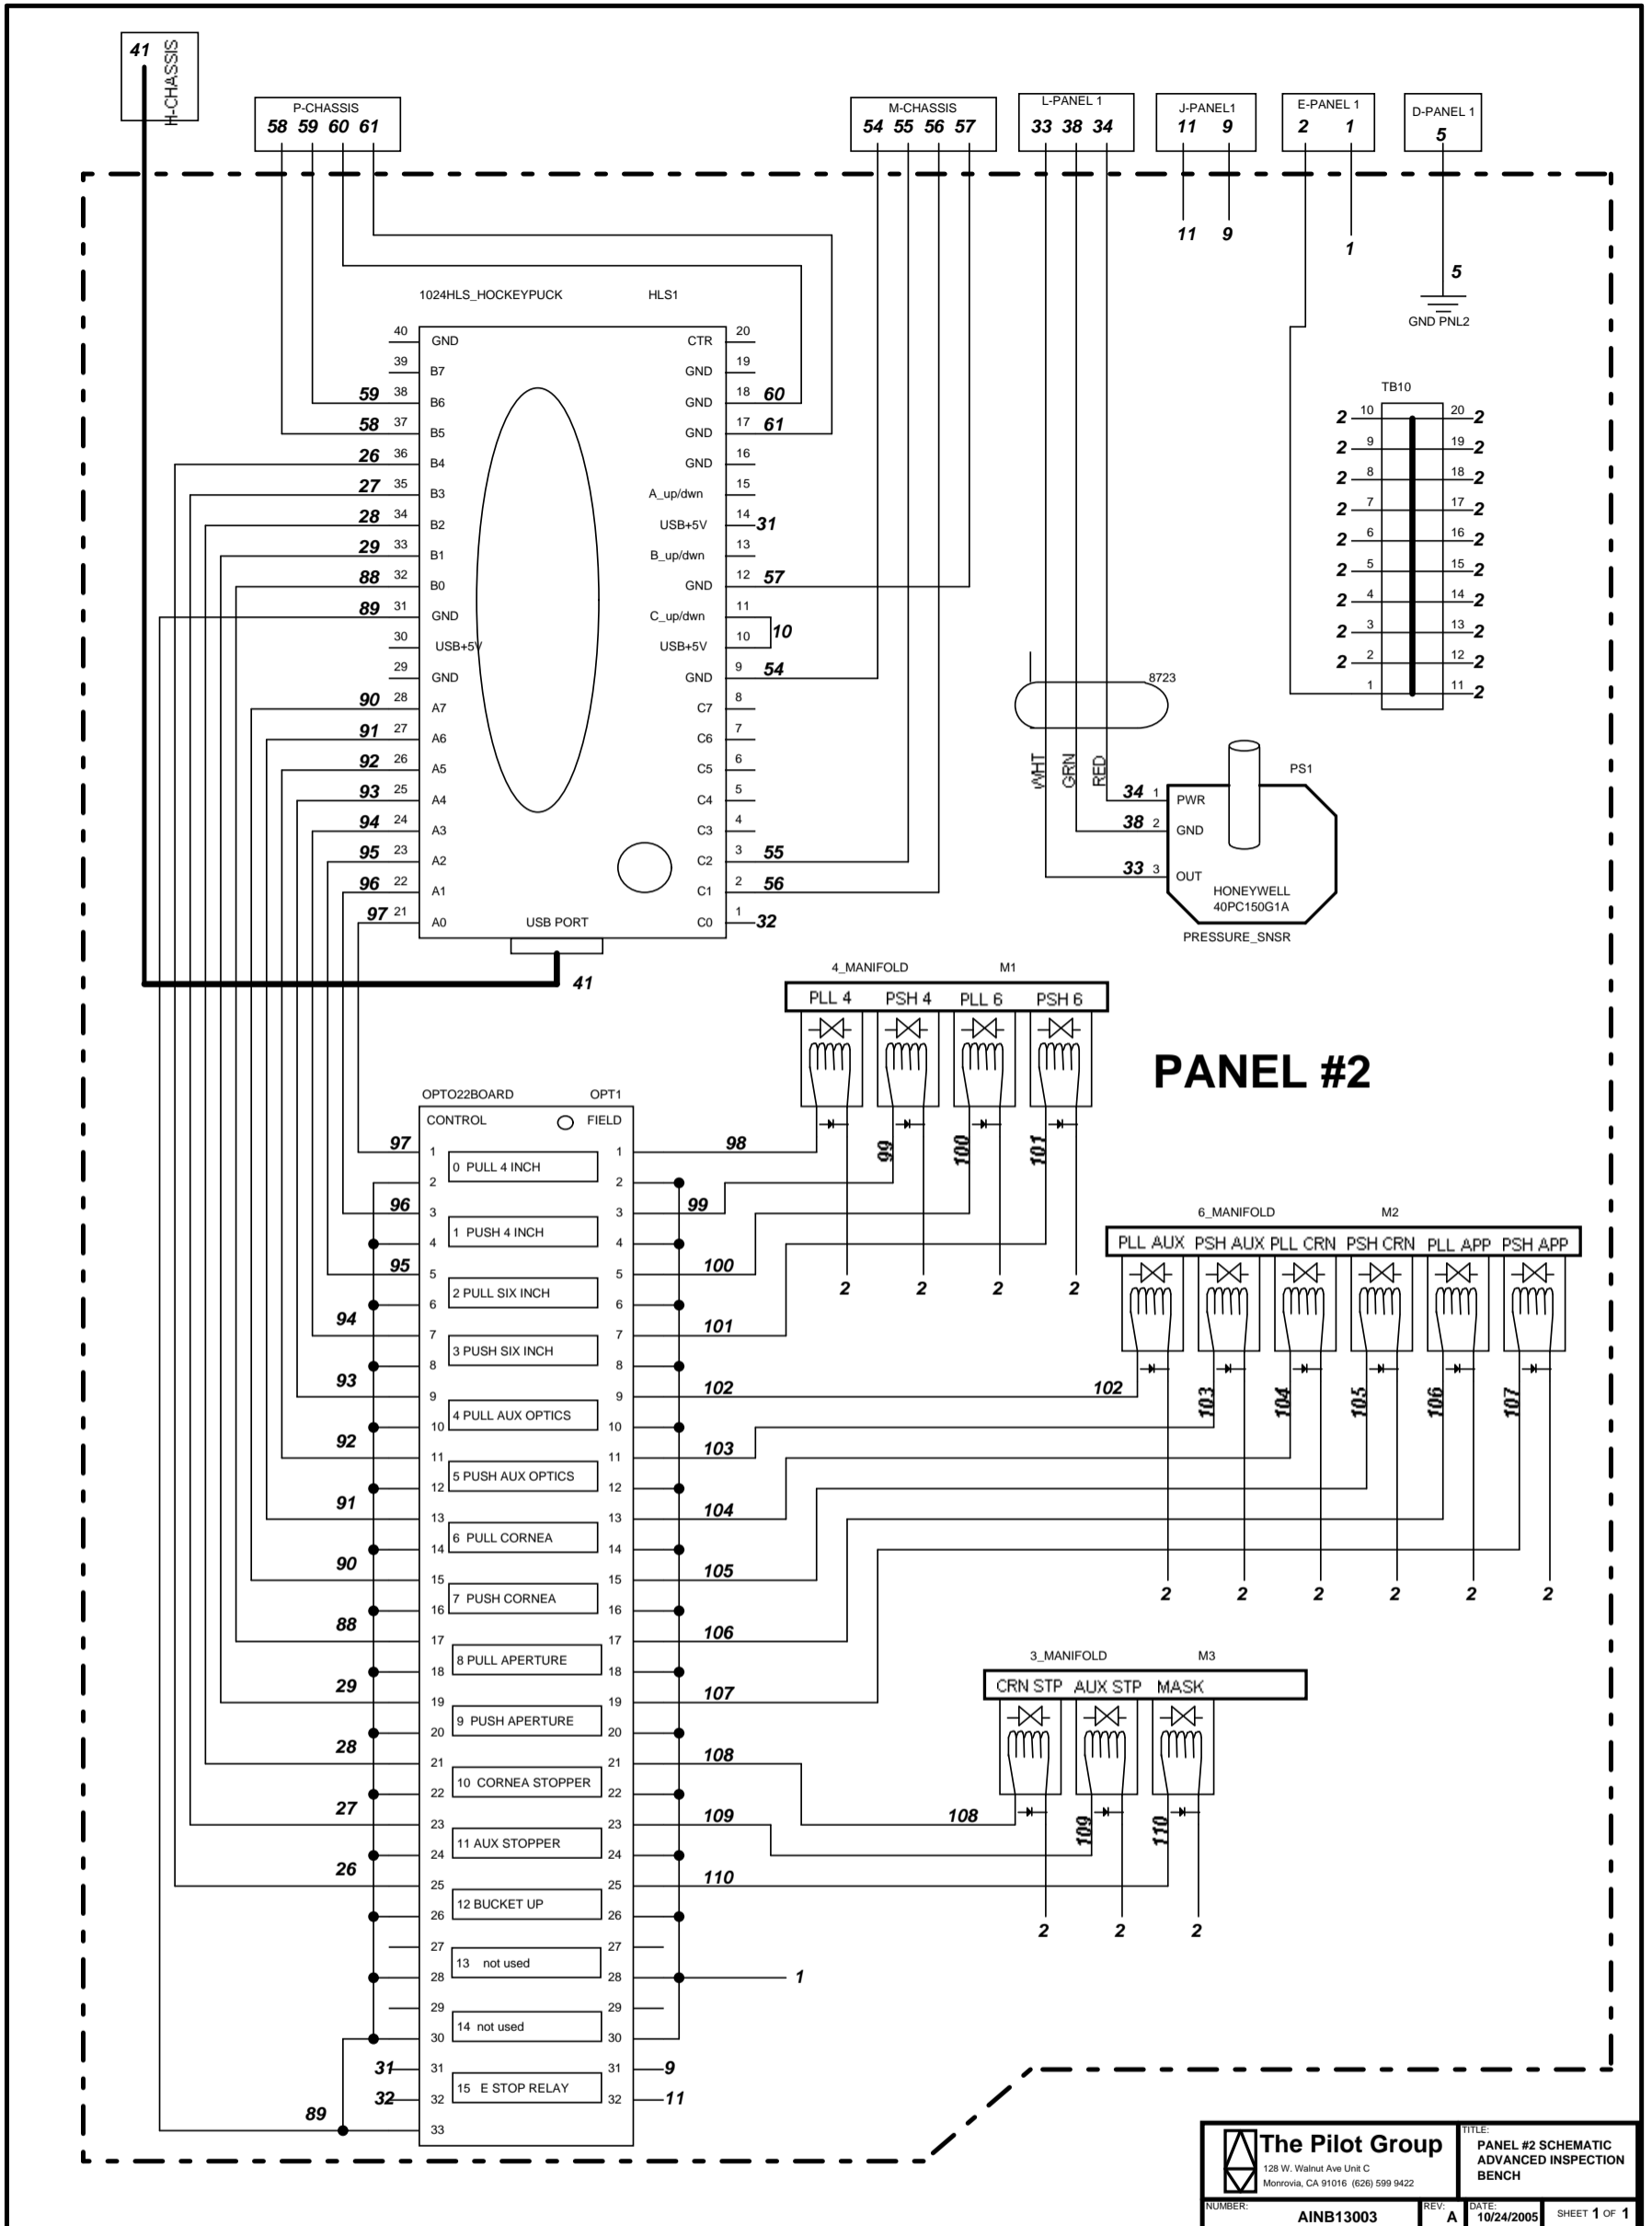 41
H-CHASSIS
P-CHASSIS
58 59 60 61
M-CHASSIS
54 55 56 57
L-PANEL 1
33 38 34
J-PANEL1
11 9
E-PANEL 1
2 1
D-PANEL 1
5
11 9
1
5
GND PNL2
1024HLS_HOCKEYPUCK HLS1
40 GND CTR 20
39 B7 GND 19
59 38 B6 GND 18 60
58 37 B5 GND 17 61
26 36 B4 GND 16
27 35 B3 A_up/dwn 15
28 34 B2 USB+5V 14 31
29 33 B1 B_up/dwn 13
88 32 B0 GND 12 57
89 31 GND C_up/dwn 11
10
30 USB+5V USB+5V 10
29 GND GND 9 54
90 28 A7 C7 8
91 27 A6 C6 7
92 26 A5 C5 6
93 25 A4 C4 5
94 24 A3 C3 4
95 23 A2 C2 3 55
96 22 A1 C1 2 56
97 21 A0 USB PORT C0 1 32
41
TB10
2 10 20 2
2 9 19 2
2 8 18 2
2 7 17 2
2 6 16 2
2 5 15 2
2 4 14 2
2 3 13 2
2 2 12 2
1 11 2
8723
WHT
GRN
RED
PS1
34 1 PWR
38 2 GND
33 3 OUT
HONEYWELL
40PC150G1A
PRESSURE_SNSR
4_MANIFOLD M1
PLL 4 PSH 4 PLL 6 PSH 6
99 100 101
2 2 2 2
PANEL #2
6_MANIFOLD M2
PLL AUX PSH AUX PLL CRN PSH CRN PLL APP PSH APP
102 103 104 105 106 107
2 2 2 2 2 2
3_MANIFOLD M3
CRN STP AUX STP MASK
108 109 110
2 2 2
OPTO22BOARD OPT1
CONTROL FIELD
97 1 1 98
0 PULL 4 INCH
2 2
96 3 3 99
1 PUSH 4 INCH
4 4
95 5 5 100
2 PULL SIX INCH
6 6
94 7 7 101
3 PUSH SIX INCH
8 8
93 9 9 102
4 PULL AUX OPTICS
10 10
92 11 11 103
5 PUSH AUX OPTICS
12 12
91 13 13 104
6 PULL CORNEA
14 14
90 15 15 105
7 PUSH CORNEA
16 16
88 17 17 106
8 PULL APERTURE
18 18
29 19 19 107
9 PUSH APERTURE
20 20
28 21 21 108
10 CORNEA STOPPER
22 22
27 23 23 109
11 AUX STOPPER
24 24
26 25 25 110
12 BUCKET UP
26 26
27 27
13 not used
28 28 1
29 29
14 not used
30 30
31 31 31 9
15 E STOP RELAY
32 32 32 11
89 33
The Pilot Group
128 W. Walnut Ave Unit C
Monrovia, CA 91016 (626) 599 9422
TITLE:
PANEL #2 SCHEMATIC
ADVANCED INSPECTION
BENCH
NUMBER:
AINB13003
REV:
A
DATE:
10/24/2005
SHEET 1 OF 1